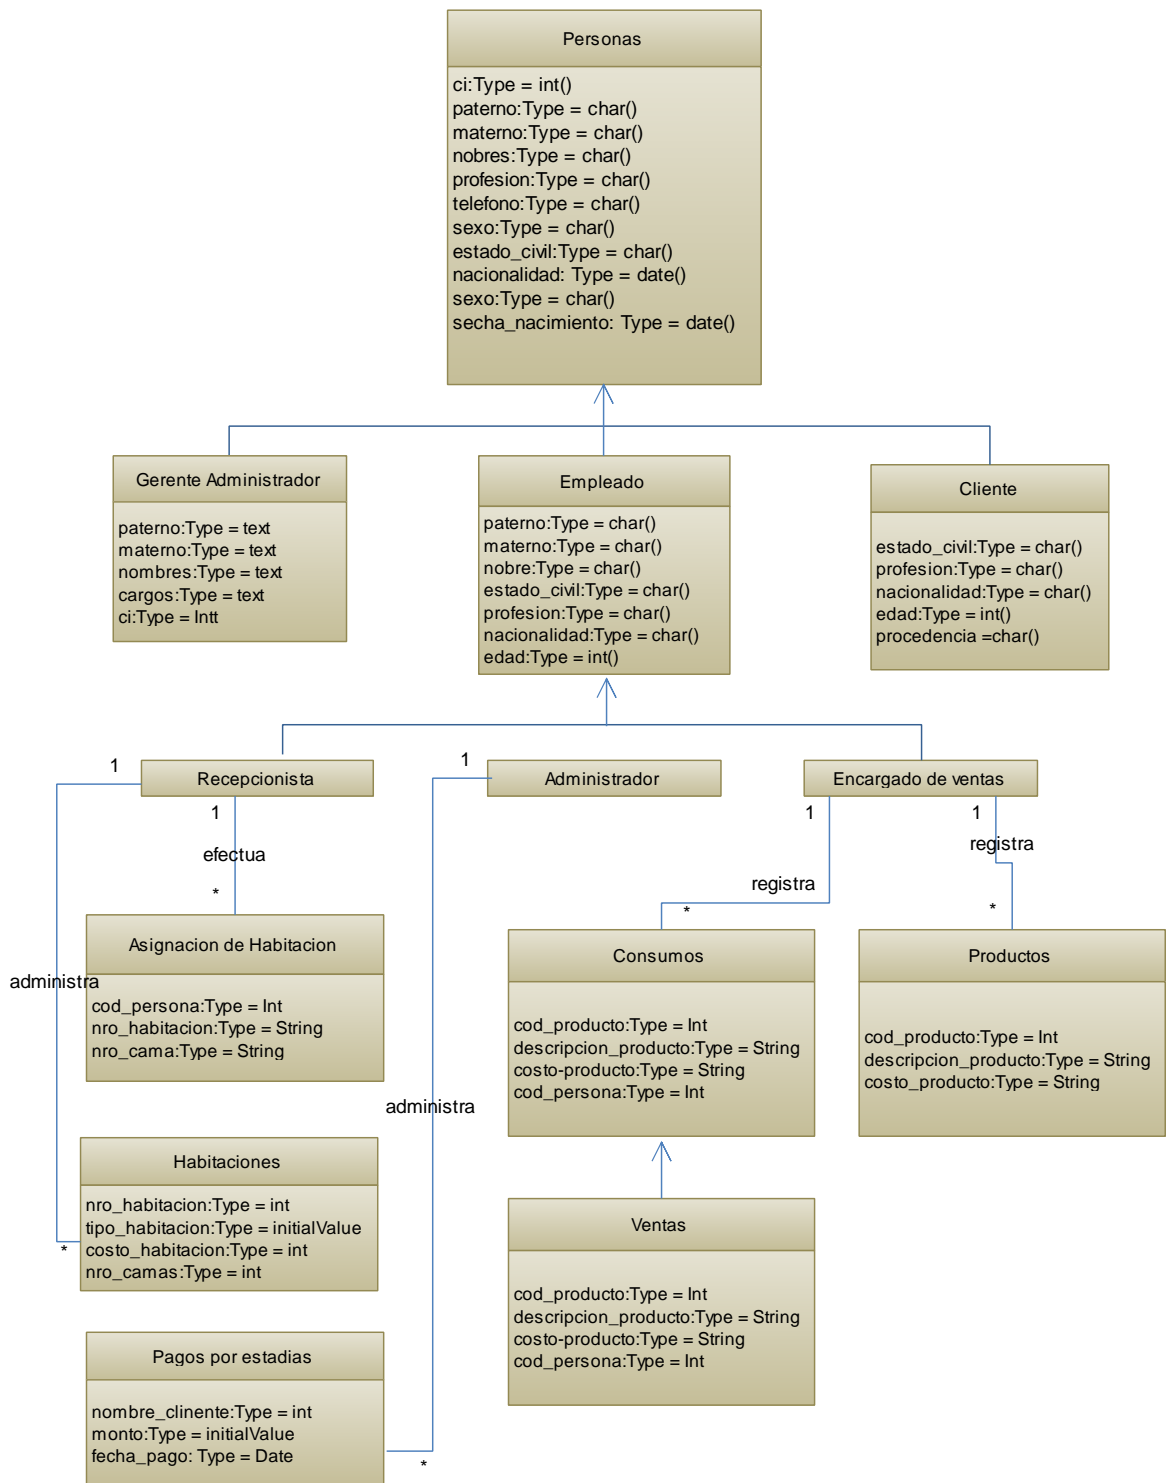 Personas
ci:Type = int()
paterno:Type = char()
materno:Type = char()
nobres:Type = char()
profesion:Type = char()
telefono:Type = char()
sexo:Type = char()
estado_civil:Type = char()
nacionalidad: Type = date()
sexo:Type = char()
secha_nacimiento: Type = date()
Gerente Administrador
paterno:Type = text
materno:Type = text
nombres:Type = text
cargos:Type = text
ci:Type = Intt
Empleado
paterno:Type = char()
materno:Type = char()
nobre:Type = char()
estado_civil:Type = char()
profesion:Type = char()
nacionalidad:Type = char()
edad:Type = int()
Cliente
estado_civil:Type = char()
profesion:Type = char()
nacionalidad:Type = char()
edad:Type = int()
procedencia =char()
1
Recepcionista
1
Administrador
Encargado de ventas
1
efectua
*
1
registra
*
1
registra
*
administra
Asignacion de Habitacion
cod_persona:Type = Int
nro_habitacion:Type = String
nro_cama:Type = String
Consumos
cod_producto:Type = Int
descripcion_producto:Type = String
costo-producto:Type = String
cod_persona:Type = Int
Productos
cod_producto:Type = Int
descripcion_producto:Type = String
costo_producto:Type = String
administra
Habitaciones
nro_habitacion:Type = int
tipo_habitacion:Type = initialValue
costo_habitacion:Type = int
nro_camas:Type = int
*
Ventas
cod_producto:Type = Int
descripcion_producto:Type = String
costo-producto:Type = String
cod_persona:Type = Int
Pagos por estadias
nombre_clinente:Type = int
monto:Type = initialValue
fecha_pago: Type = Date
*